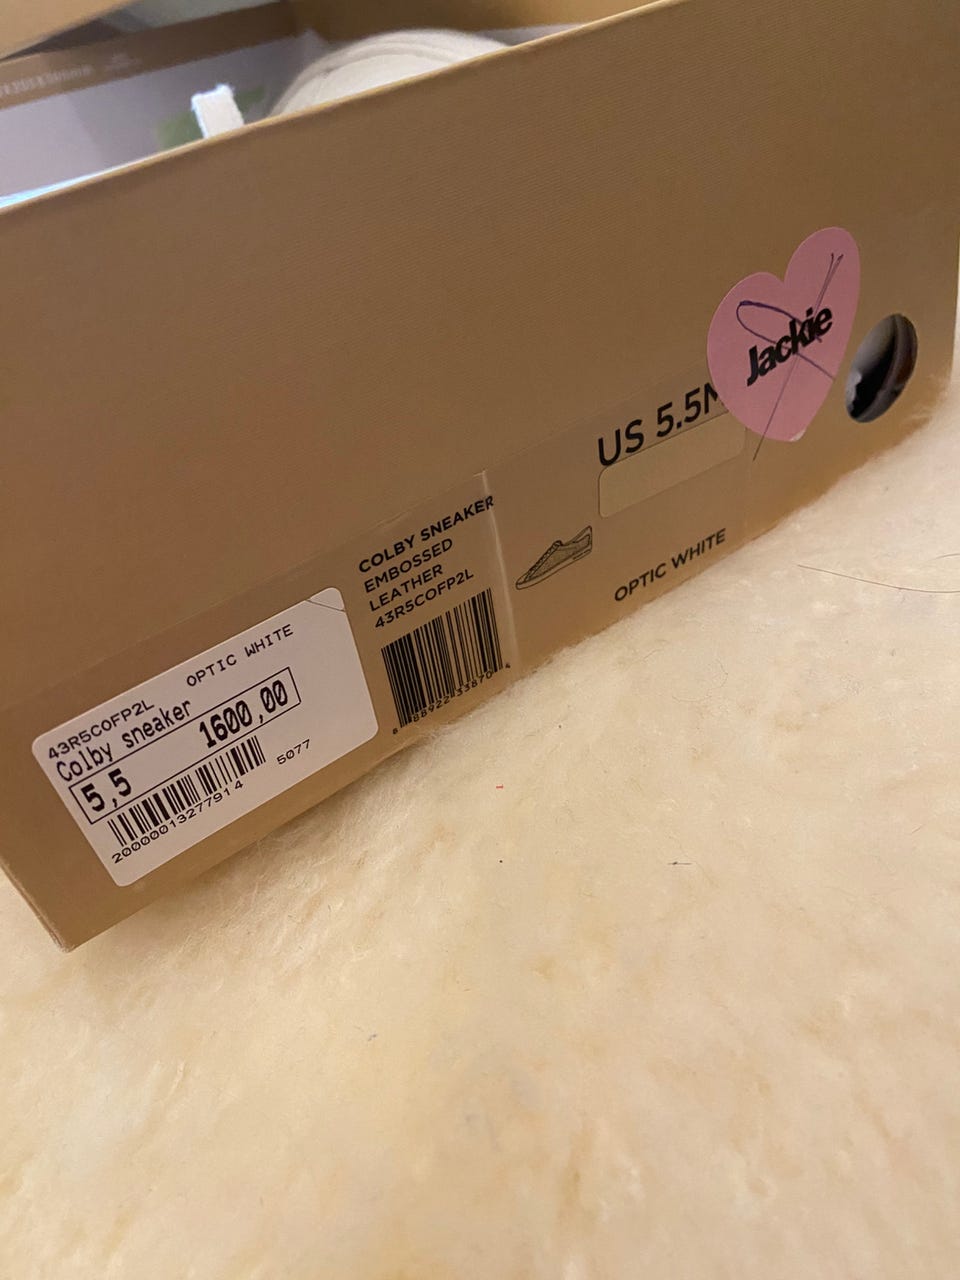 Jackie
US 5.5M
COLBY SNEAKER
EMBOSSED
LEATHER
43R5COFP2L
OPTIC WHITE
43R5COFP2L OPTIC WHITE
Colby sneaker
5,5 1600,00
5077
2000001327791 4